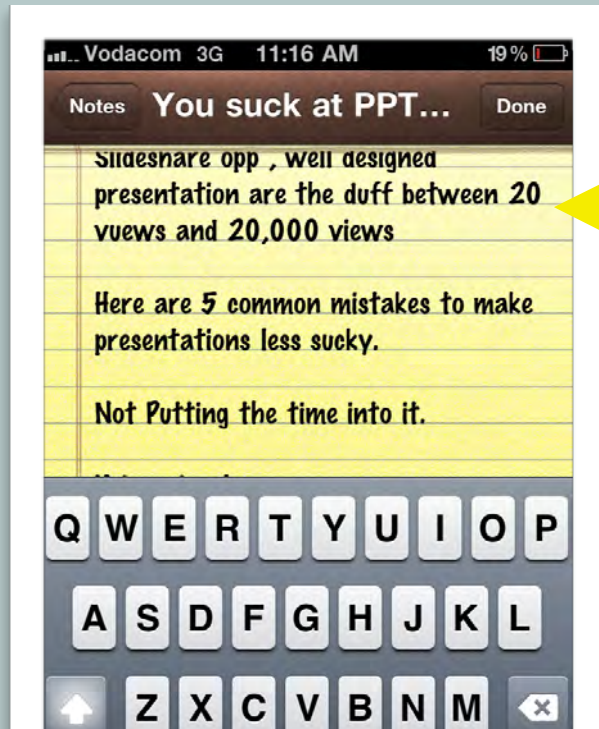 Vodacom 3G 11:16 AM 19%
Notes You suck at PPT... Done
Slideshare opp , well designed
presentation are the duff between 20
vuews and 20,000 views
Here are 5 common mistakes to make
presentations less sucky.
Not Putting the time into it.
Q W E R T Y U I O P
A S D F G H J K L
Z X C V B N M